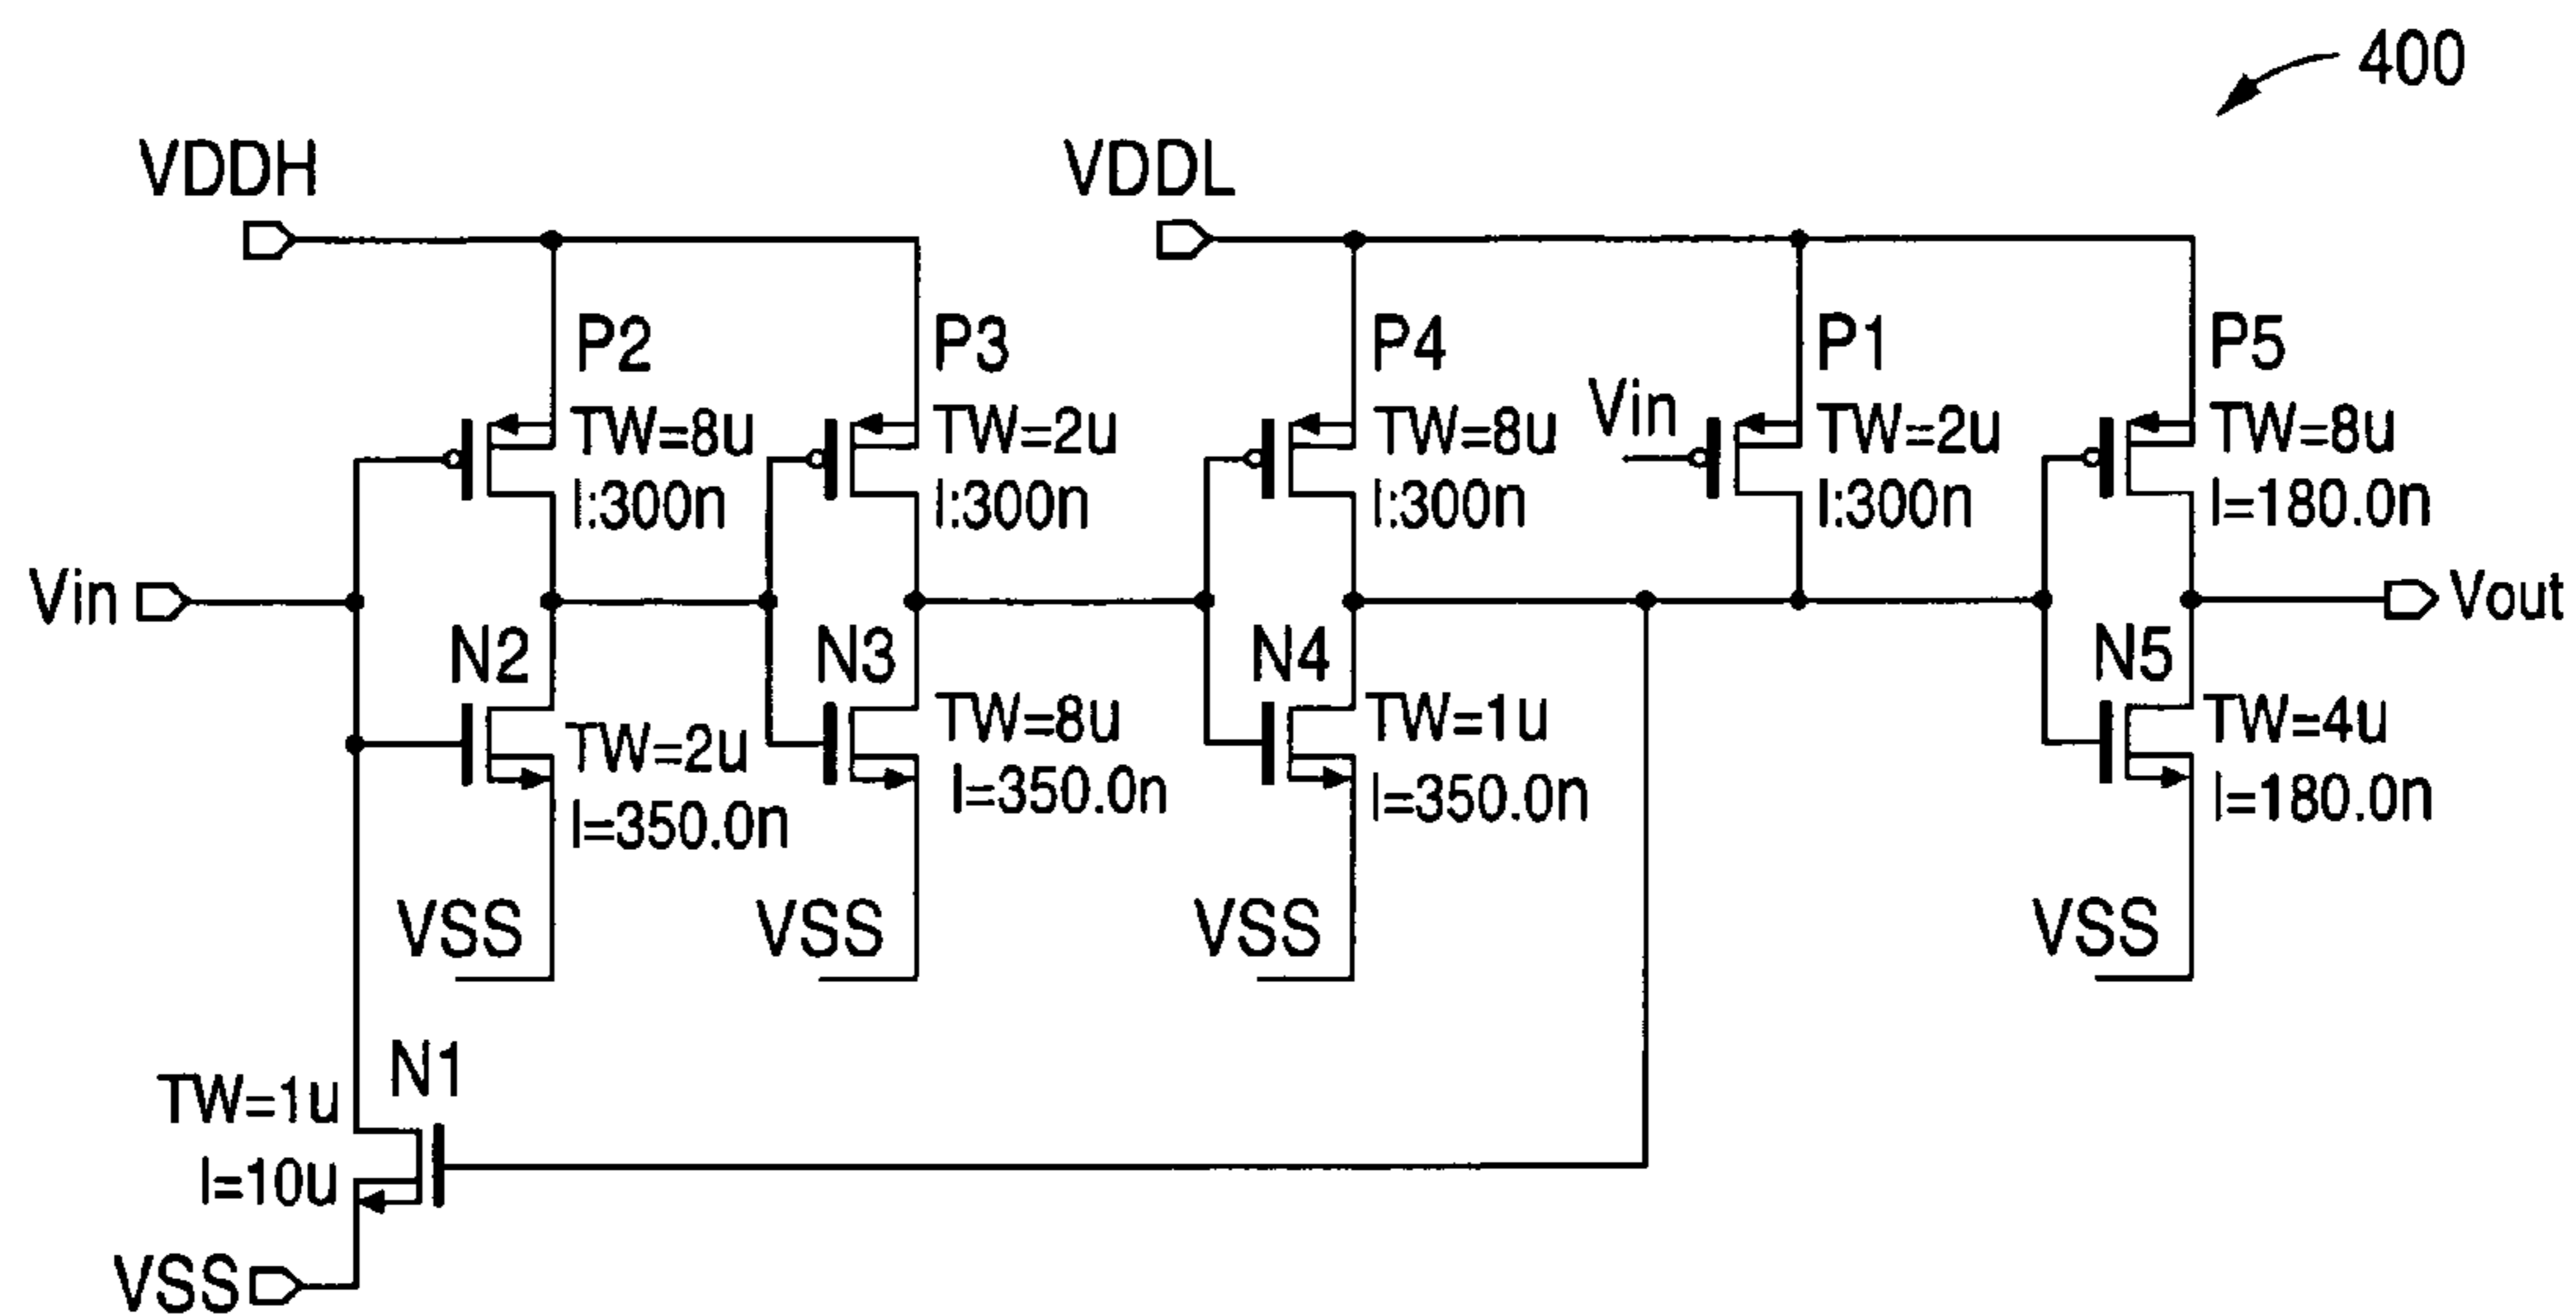 400
VDDH
VDDL
P2
TW=8u
l:300n
P3
TW=2u
l:300n
P4
TW=8u
l:300n
Vin
P1
TW=2u
l:300n
P5
TW=8u
l=180.0n
Vin
Vout
N2
TW=2u
l=350.0n
N3
TW=8u
l=350.0n
N4
TW=1u
l=350.0n
N5
TW=4u
l=180.0n
VSS
VSS
VSS
VSS
N1
TW=1u
l=10u
VSS